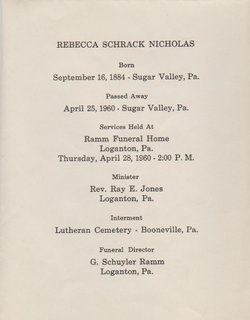 REBECCA SCHRACK NICHOLAS
Born
September 16, 1884 - Sugar Valley, Pa.
Passed Away
April 25, 1960 - Sugar Valley, Pa.
Services Held At
Ramm Funeral Home
Loganton, Pa.
Thursday, April 28, 1960 - 2:00 P. M.
Minister
Rev. Ray E. Jones
Loganton, Pa.
Interment
Lutheran Cemetery - Booneville, Pa.
Funeral Director
G. Schuyler Ramm
Loganton, Pa.